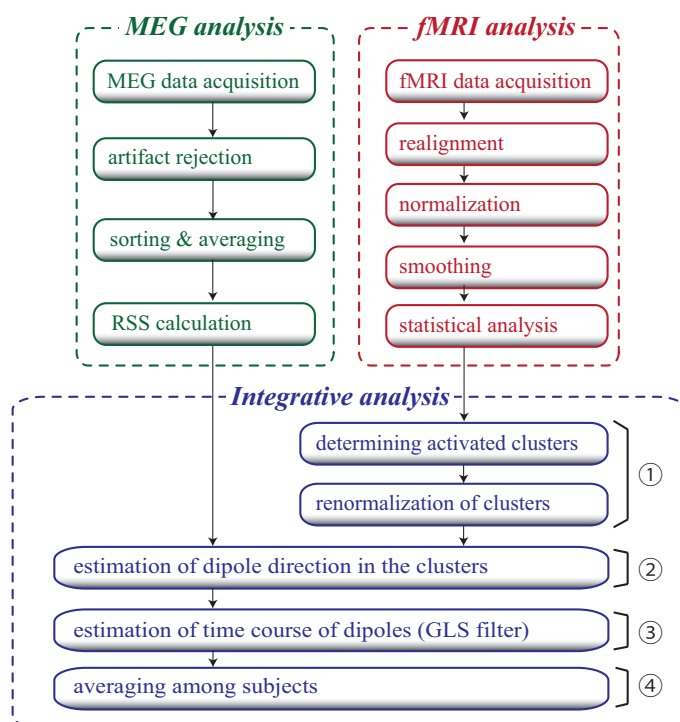 MEG analysis
MEG data acquisition
artifact rejection
sorting & averaging
RSS calculation
fMRI analysis
fMRI data acquisition
realignment
normalization
smoothing
statistical analysis
Integrative analysis
determining activated clusters
renormalization of clusters
①
estimation of dipole direction in the clusters
②
estimation of time course of dipoles (GLS filter)
③
averaging among subjects
④